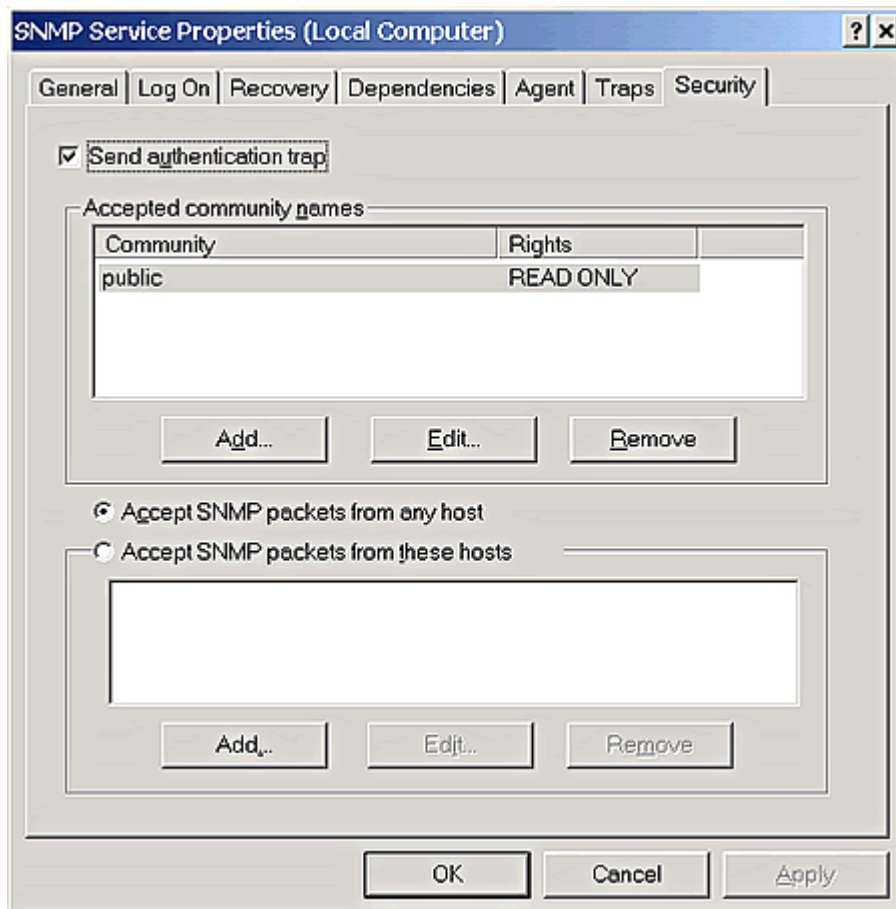 SNMP Service Properties (Local Computer)
General Log On Recovery Dependencies Agent Traps Security
Send authentication trap
Accepted community names
Community Rights
public READ ONLY
Add... Edit... Remove
Accept SNMP packets from any host
Accept SNMP packets from these hosts
Add... Edit... Remove
OK Cancel Apply